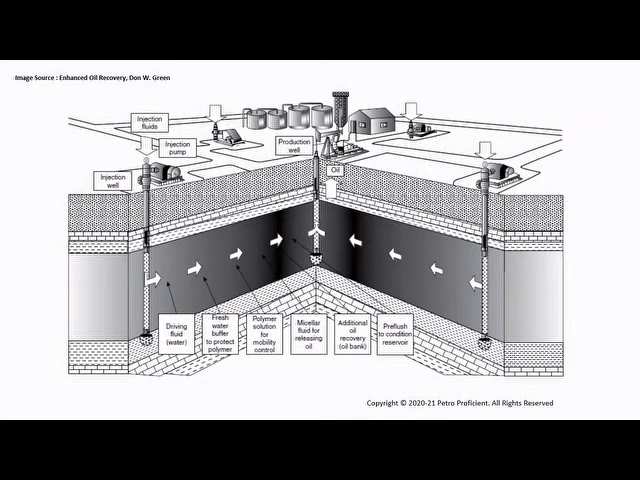 Image Source : Enhanced Oil Recovery, Don W. Green
Injection
fluids
Injection
pump
Production
well
Injection
well
Oil
Driving
fluid
(water)
Fresh
water
buffer
to protect
polymer
Polymer
solution
for
mobility
control
Micellar
fluid for
releasing
oil
Additional
oil
recovery
(oil bank)
Preflush
to condition
reservoir
Copyright © 2020-21 Petro Proficient. All Rights Reserved